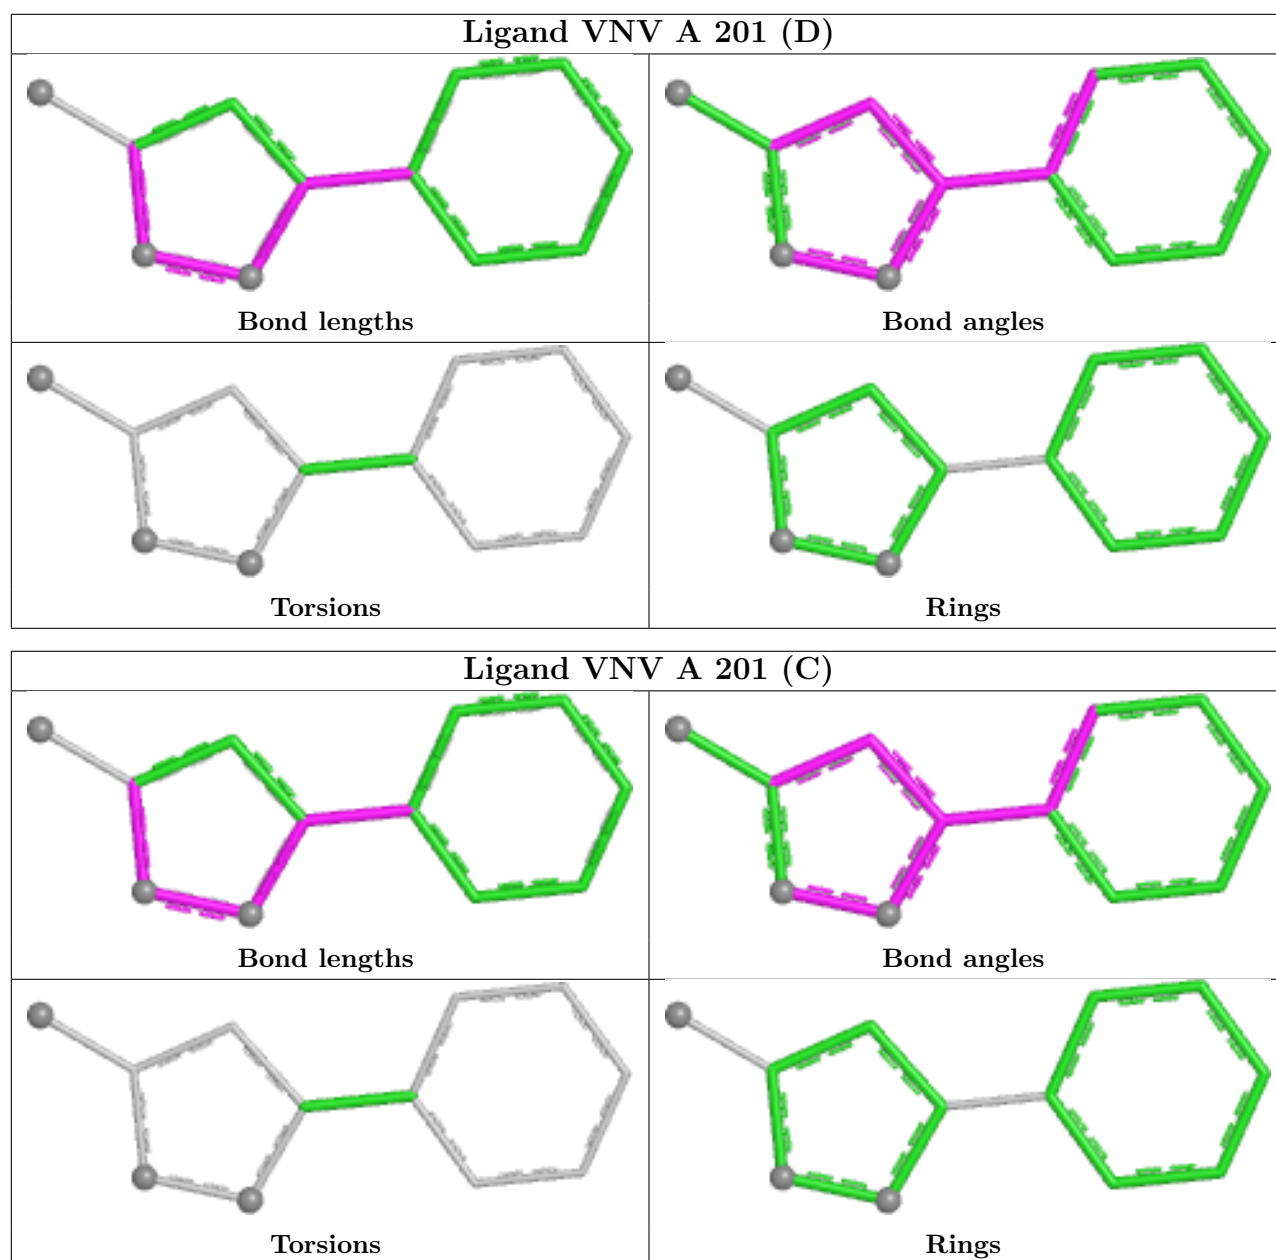 Ligand VNV A 201 (D)
Bond lengths
Bond angles
Torsions
Rings
Ligand VNV A 201 (C)
Bond lengths
Bond angles
Torsions
Rings